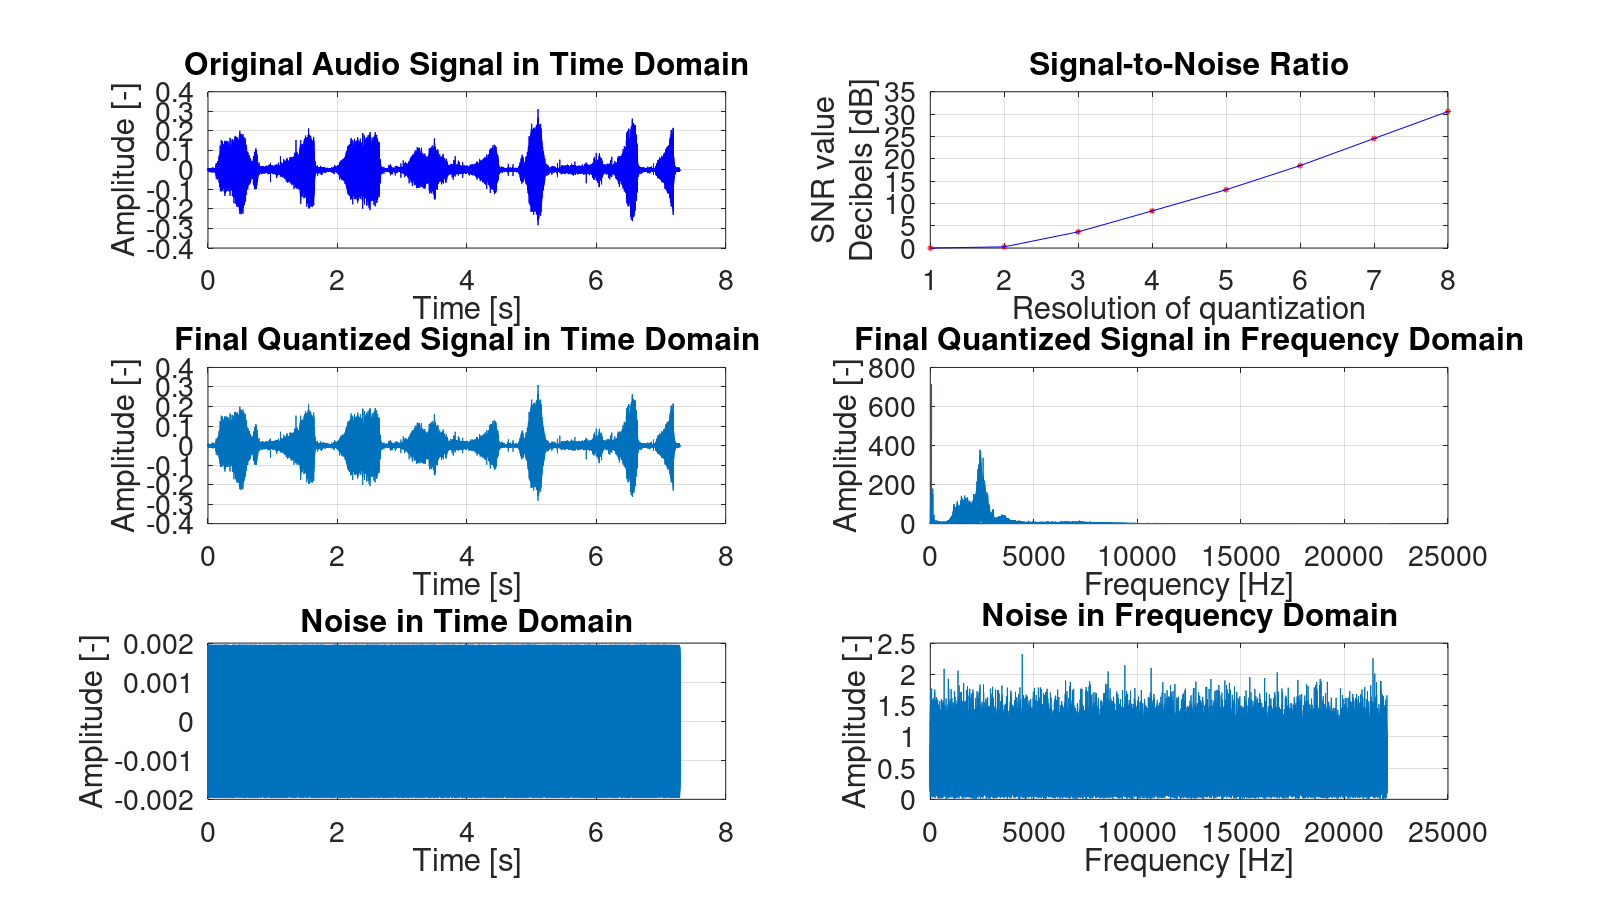 Original Audio Signal in Time Domain
Amplitude [-]
0.4
0.3
0.2
0.1
0
-0.1
-0.2
-0.3
-0.4
0 2 4 6 8
Time [s]
Signal-to-Noise Ratio
SNR value
Decibels [dB]
35
30
25
20
15
10
5
0
1 2 3 4 5 6 7 8
Resolution of quantization
Final Quantized Signal in Time Domain
Amplitude [-]
0.4
0.3
0.2
0.1
0
-0.1
-0.2
-0.3
-0.4
0 2 4 6 8
Time [s]
Final Quantized Signal in Frequency Domain
Amplitude [-]
800
600
400
200
0
0 5000 10000 15000 20000 25000
Frequency [Hz]
Noise in Time Domain
Amplitude [-]
0.002
0.001
0
-0.001
-0.002
0 2 4 6 8
Time [s]
Noise in Frequency Domain
Amplitude [-]
2.5
2
1.5
1
0.5
0
0 5000 10000 15000 20000 25000
Frequency [Hz]